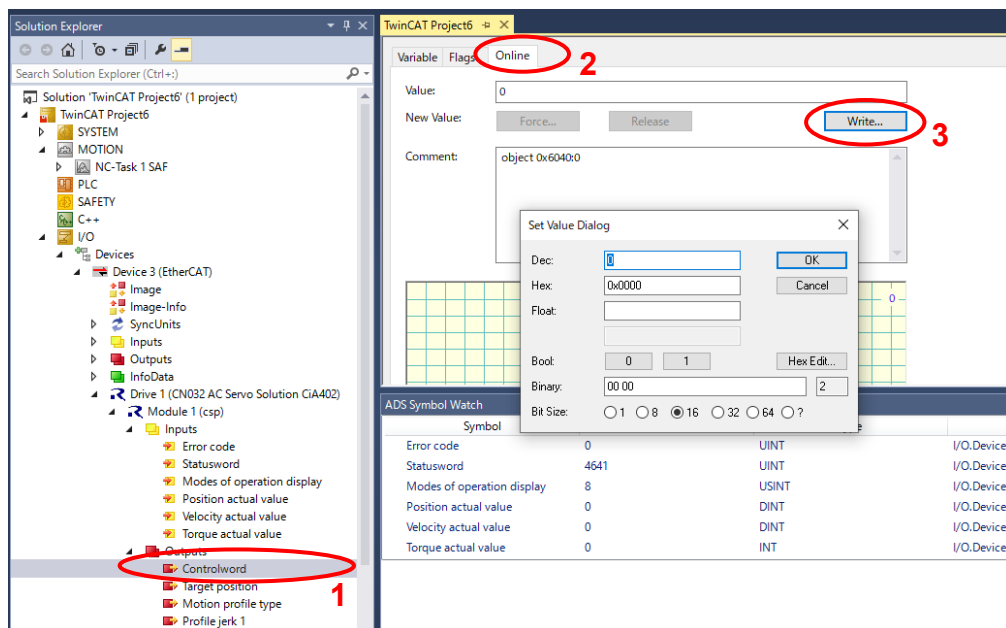 Solution Explorer
Search Solution Explorer (Ctrl+:)
Solution 'TwinCAT Project6' (1 project)
TwinCAT Project6
SYSTEM
MOTION
NC-Task 1 SAF
PLC
SAFETY
C++
I/O
Devices
Device 3 (EtherCAT)
Image
Image-Info
SyncUnits
Inputs
Outputs
InfoData
Drive 1 (CN032 AC Servo Solution CiA402)
Module 1 (csp)
Inputs
Error code
Statusword
Modes of operation display
Position actual value
Velocity actual value
Torque actual value
Outputs
Controlword
Target position
Motion profile type
Profile jerk 1
1
TwinCAT Project6
Variable Flags Online
2
Value: 0
New Value: Force... Release Write...
3
Comment: object 0x6040:0
0
Set Value Dialog
Dec: 0 OK
Hex: 0x0000 Cancel
Float:
Bool: 0 1 Hex Edit...
Binary: 00 00 2
Bit Size: 1 8 16 32 64 ?
ADS Symbol Watch
Symbol
Error code 0 UINT I/O.Device
Statusword 4641 UINT I/O.Device
Modes of operation display 8 USINT I/O.Device
Position actual value 0 DINT I/O.Device
Velocity actual value 0 DINT I/O.Device
Torque actual value 0 INT I/O.Device